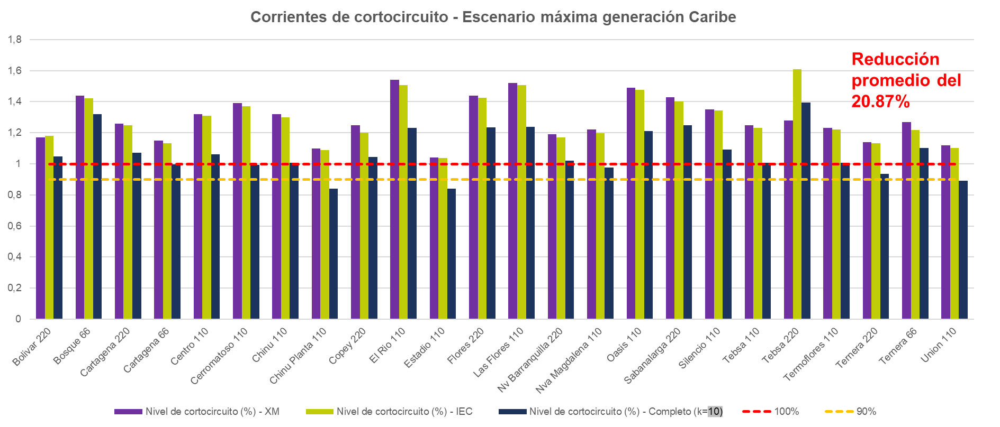 Corrientes de cortocircuito - Escenario máxima generación Caribe
1,8
1,6
1,4
1,2
1
0,8
0,6
0,4
0,2
0
Reducción
promedio del
20.87%
Bolivar 220
Bosque 66
Cartagena 220
Cartagena 66
Centro 110
Cerromatoso 110
Chinu 110
Chinu Planta 110
Copey 220
El Rio 110
Estadio 110
Flores 220
Las Flores 110
Nv Barranquilla 220
Nva Magdalena 110
Oasis 110
Sabanalarga 220
Silencio 110
Tebsa 110
Tebsa 220
Termoflores 110
Ternera 220
Ternera 66
Union 110
Nivel de cortocircuito (%) - XM
Nivel de cortocircuito (%) - IEC
Nivel de cortocircuito (%) - Completo (k=10)
100%
90%